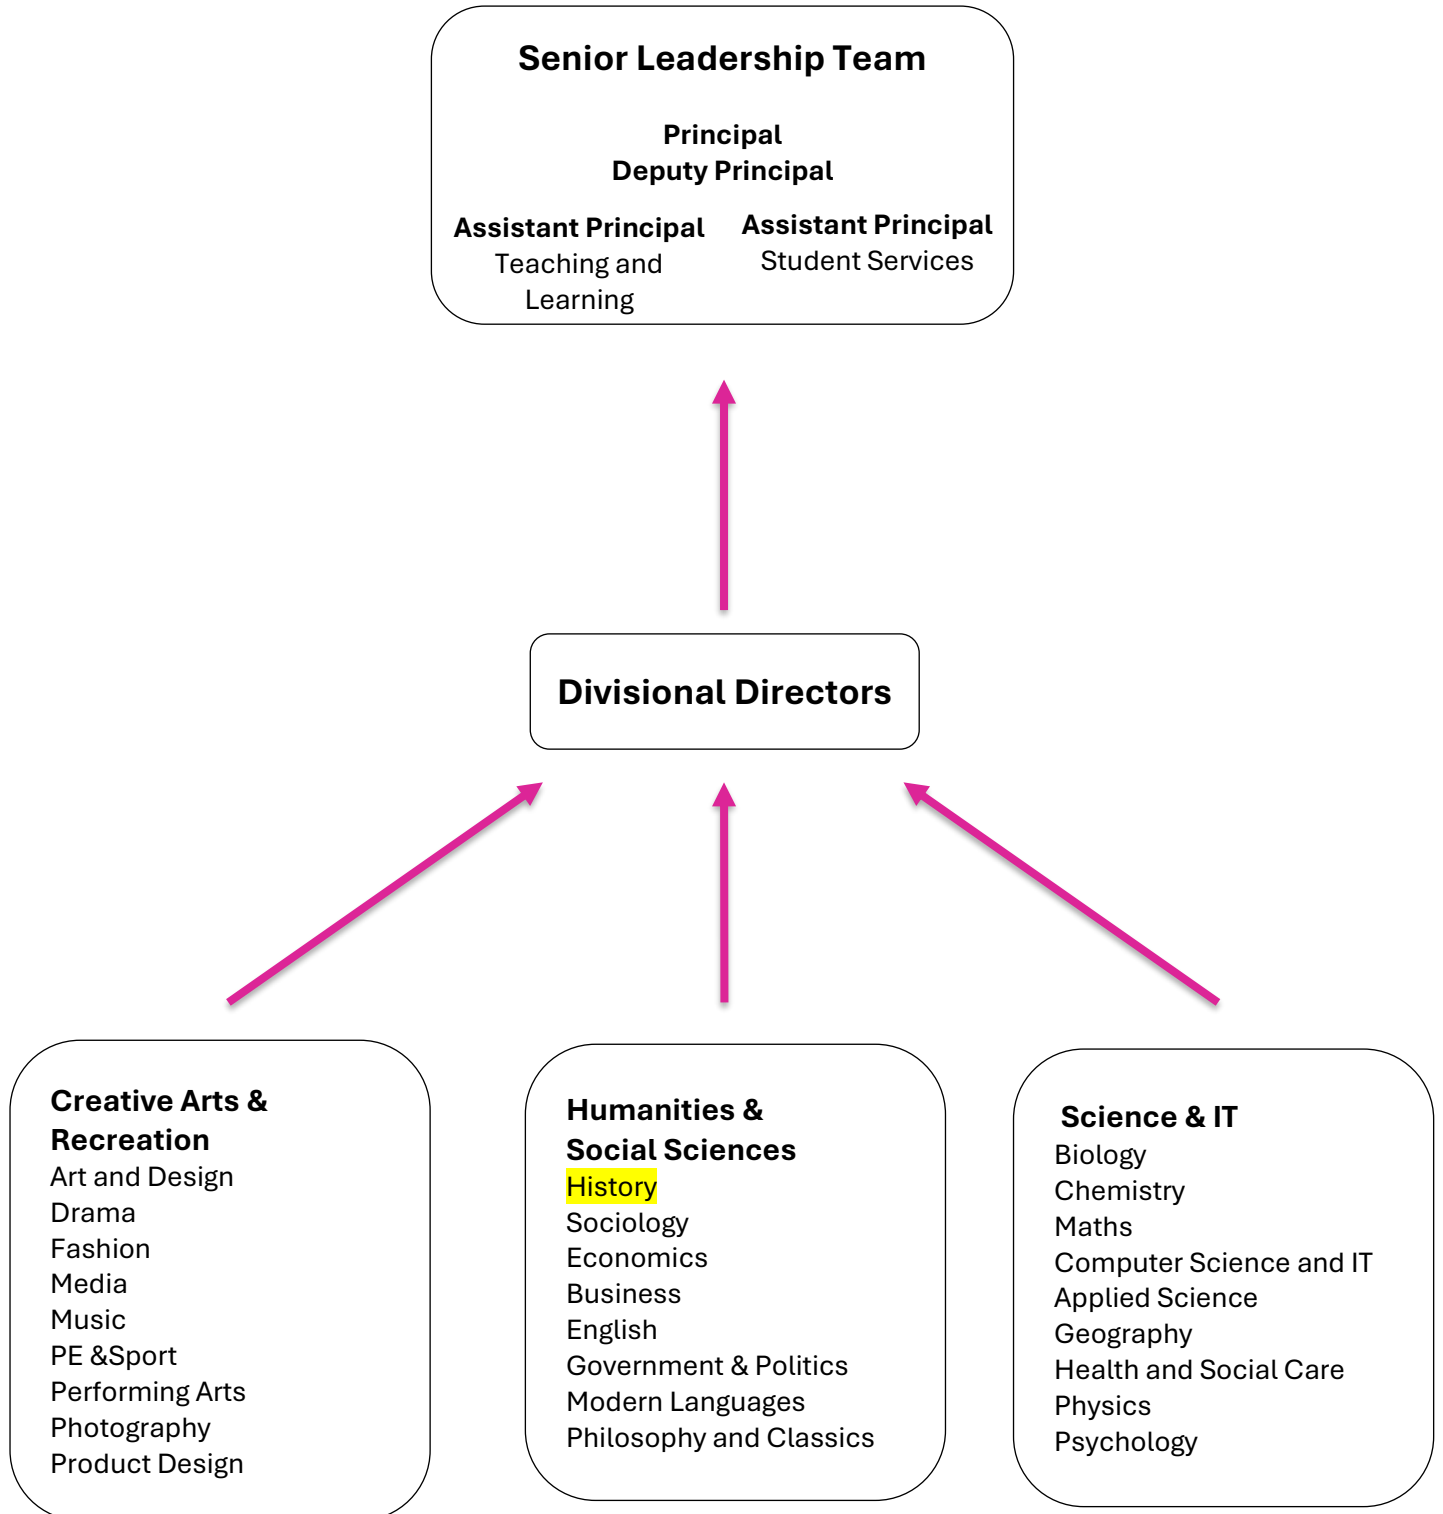 Senior Leadership Team
Principal
Deputy Principal
Assistant Principal
Teaching and
Learning
Assistant Principal
Student Services
Divisional Directors
Creative Arts &
Recreation
Art and Design
Drama
Fashion
Media
Music
PE &Sport
Performing Arts
Photography
Product Design
Humanities &
Social Sciences
History
Sociology
Economics
Business
English
Government & Politics
Modern Languages
Philosophy and Classics
Science & IT
Biology
Chemistry
Maths
Computer Science and IT
Applied Science
Geography
Health and Social Care
Physics
Psychology